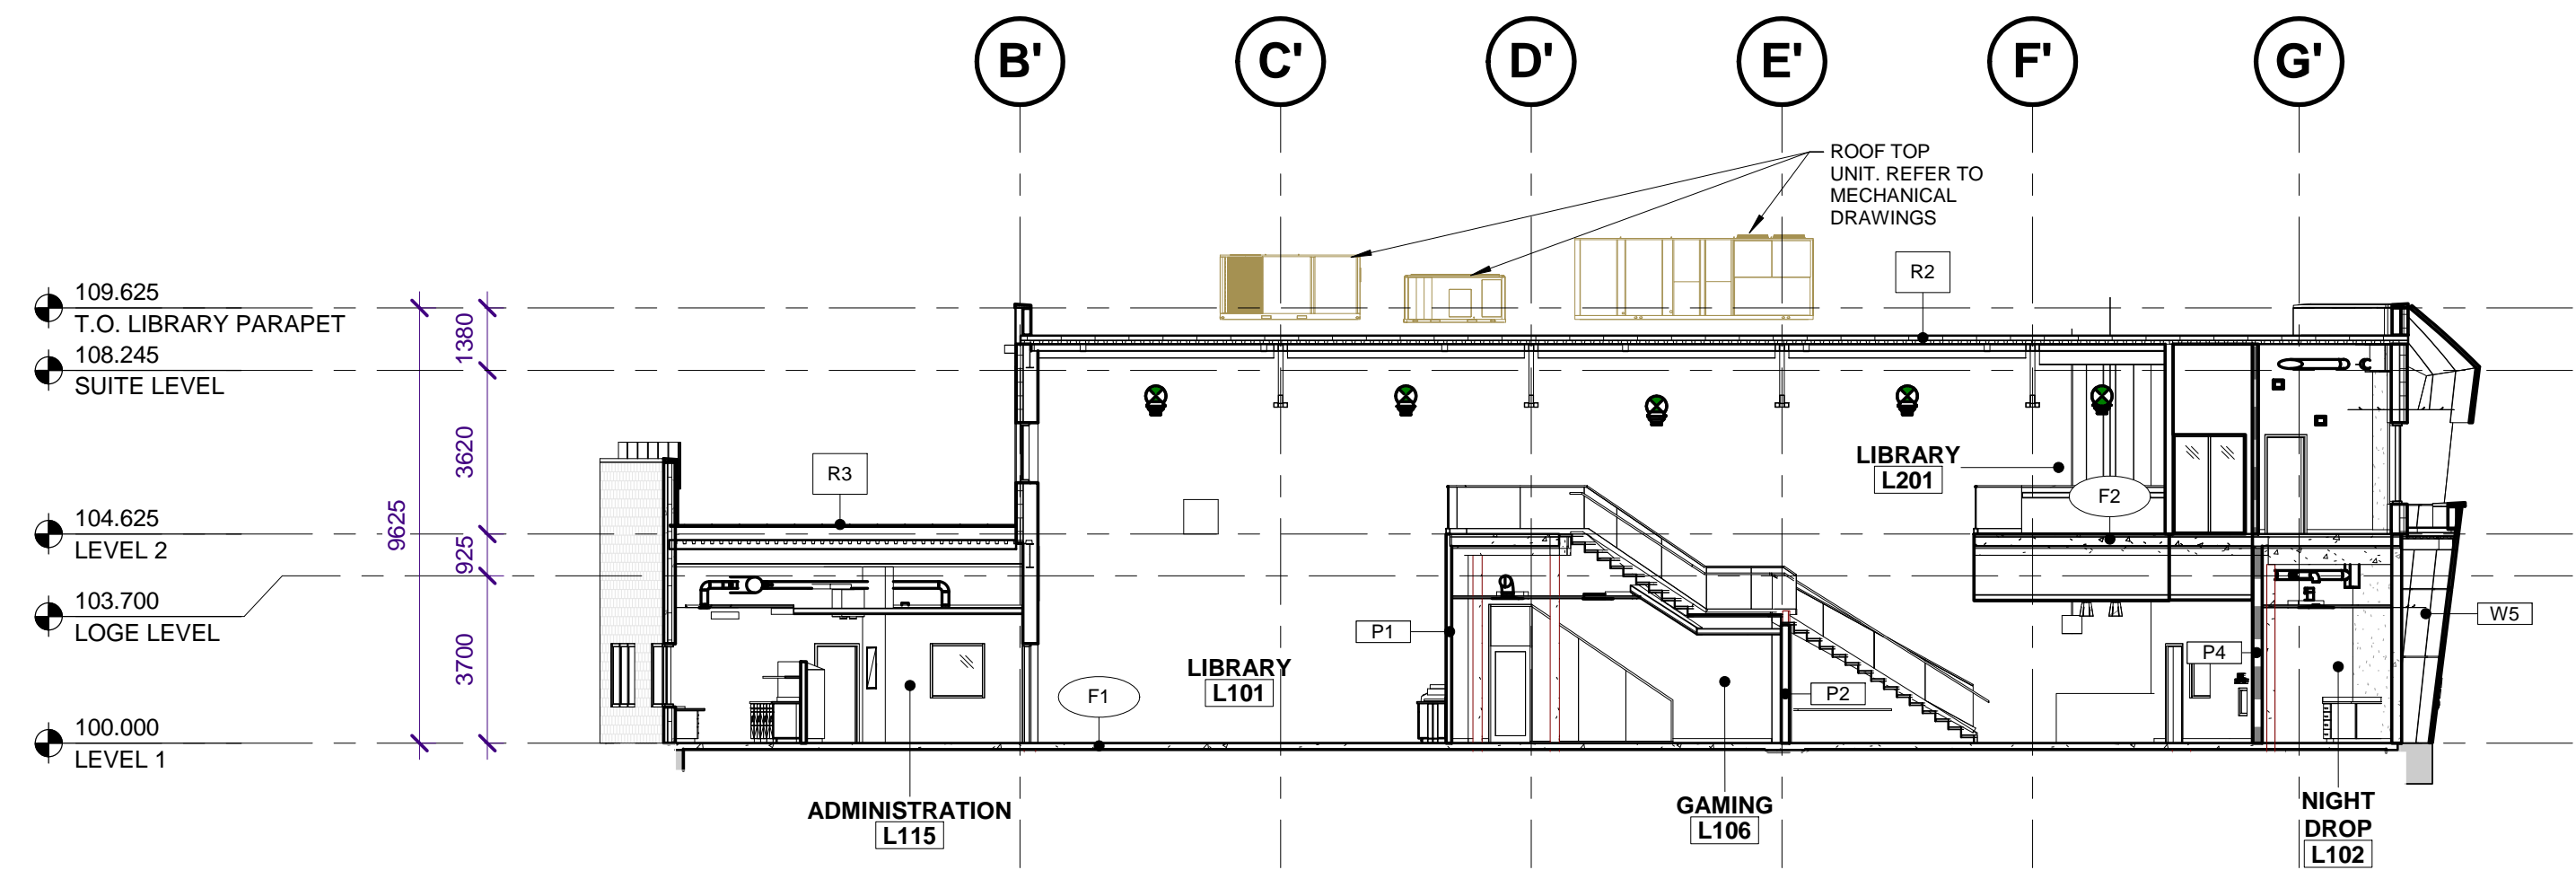 B'
C'
D'
E'
F'
G'
ROOF TOP
UNIT. REFER TO
MECHANICAL
DRAWINGS
R2
109.625
T.O. LIBRARY PARAPET
1380
108.245
SUITE LEVEL
3620
LIBRARY
L201
R3
F2
9625
104.625
LEVEL 2
925
103.700
LOGE LEVEL
W5
P1
3700
P4
LIBRARY
L101
F1
P2
100.000
LEVEL 1
ADMINISTRATION
L115
GAMING
L106
NIGHT
DROP
L102